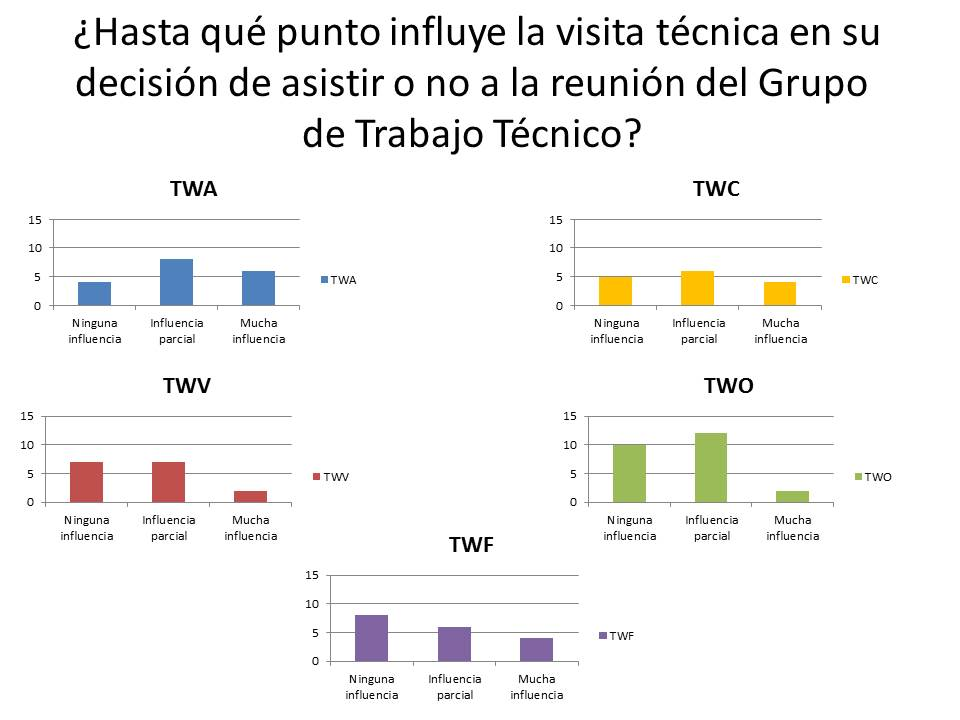 ¿Hasta qué punto influye la visita técnica en su
decisión de asistir o no a la reunión del Grupo
de Trabajo Técnico?
TWA
15
10
5
0
Ninguna
influencia
Influencia
parcial
Mucha
influencia
TWA
TWC
15
10
5
0
Ninguna
influencia
Influencia
parcial
Mucha
influencia
TWC
TWV
15
10
5
0
Ninguna
influencia
Influencia
parcial
Mucha
influencia
TWV
TWO
15
10
5
0
Ninguna
influencia
Influencia
parcial
Mucha
influencia
TWO
TWF
15
10
5
0
Ninguna
influencia
Influencia
parcial
Mucha
influencia
TWF